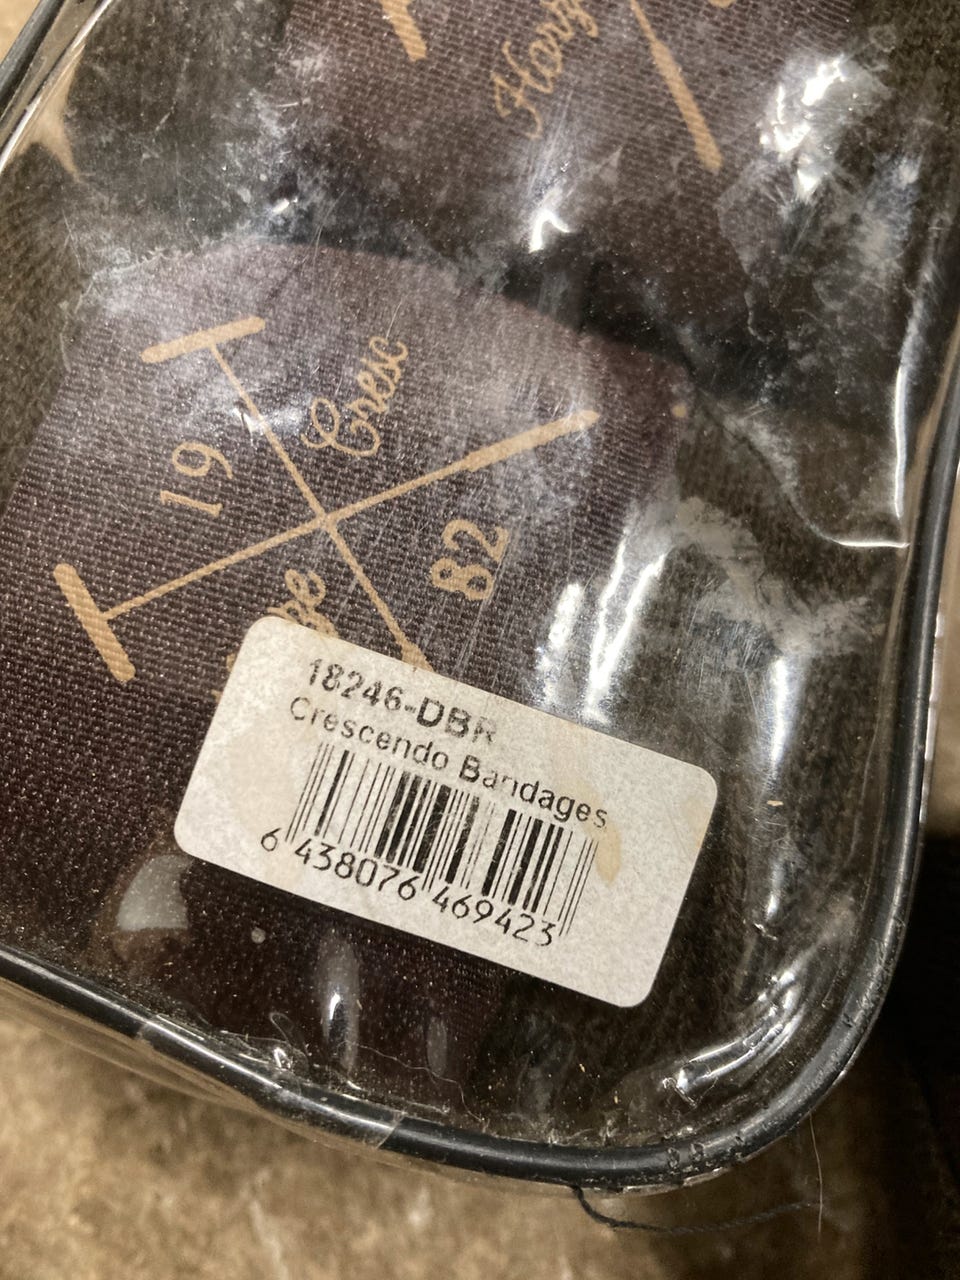 Cresc
19
82
18246-DBR
Crescendo Bandages
6 438076 469423